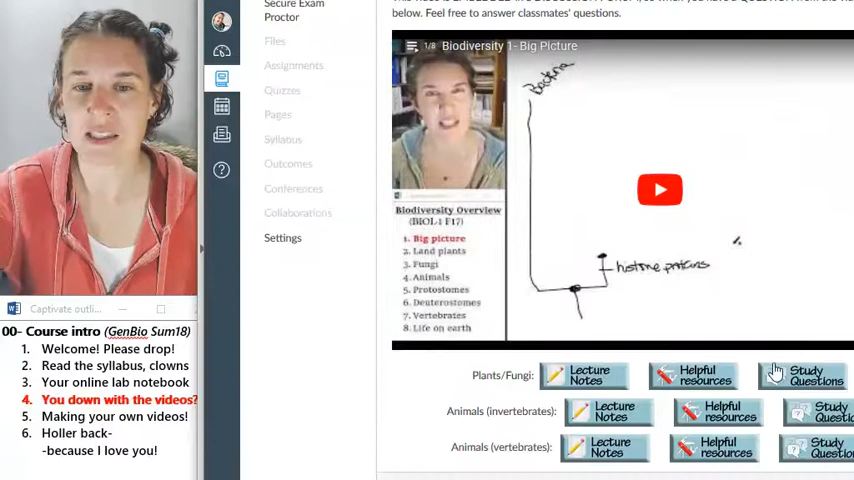 Secure Exam
Proctor
Files
Assignments
Quizzes
Pages
Syllabus
Outcomes
Conferences
Collaborations
Settings
below. Feel free to answer classmates' questions.
1/8 Biodiversity 1- Big Picture
Bacteria
histone proteins
Biodiversity Overview
(BIOL-1 F17)
1. Big picture
2. Land plants
3. Fungi
4. Animals
5. Protostomes
6. Deuterostomes
7. Vertebrates
8. Life on earth
Captivate outli...
00- Course intro (GenBio Sum18)
1. Welcome! Please drop!
2. Read the syllabus, clowns
3. Your online lab notebook
4. You down with the videos?
5. Making your own videos!
6. Holler back-
-because I love you!
Plants/Fungi:
Lecture
Notes
Helpful
resources
Study
Questions
Animals (invertebrates):
Lecture
Notes
Helpful
resources
Study
Questio
Animals (vertebrates):
Lecture
Notes
Helpful
resources
Study
Question